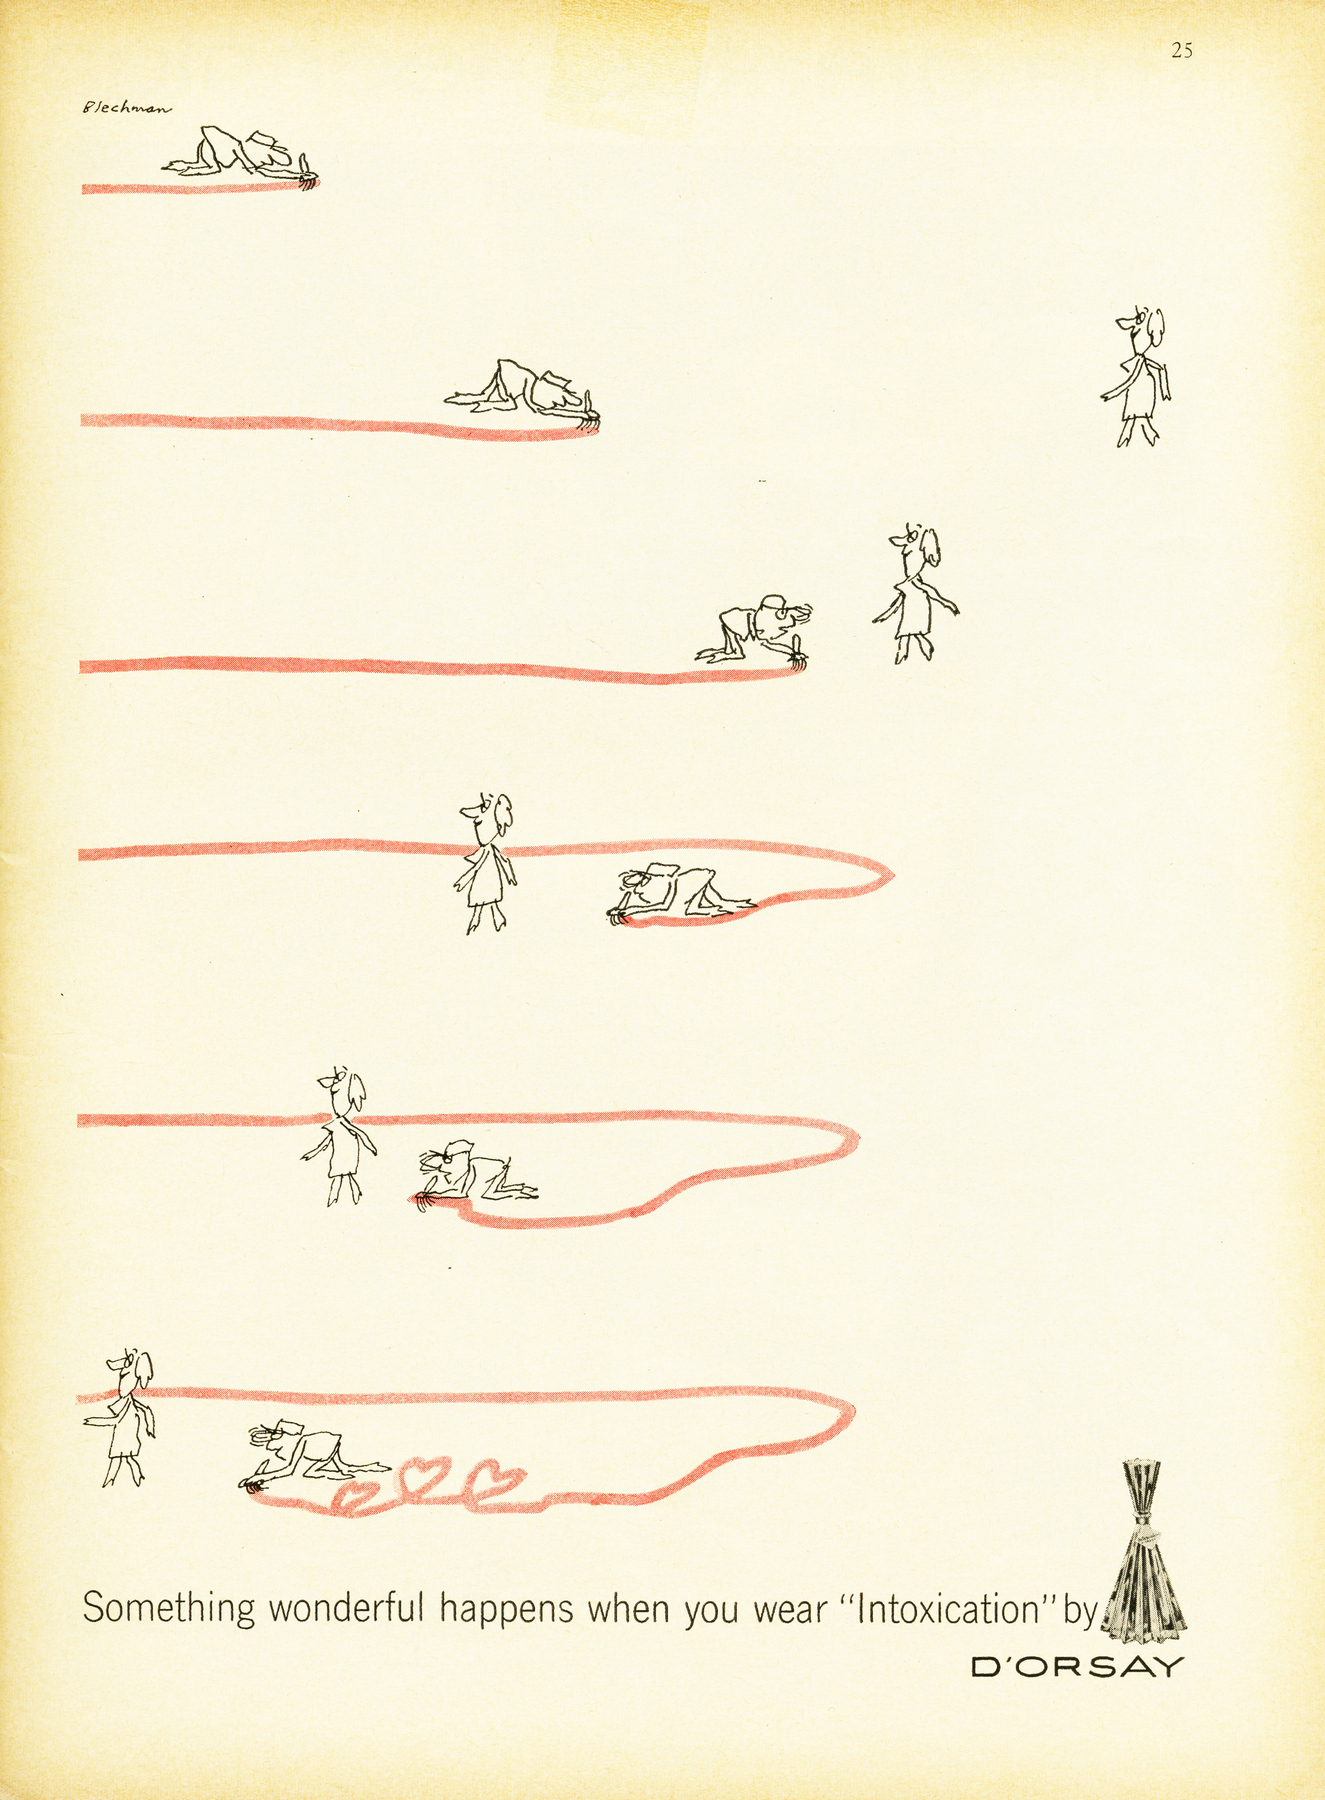 25
Blechman
Something wonderful happens when you wear “Intoxication” by
D'ORSAY